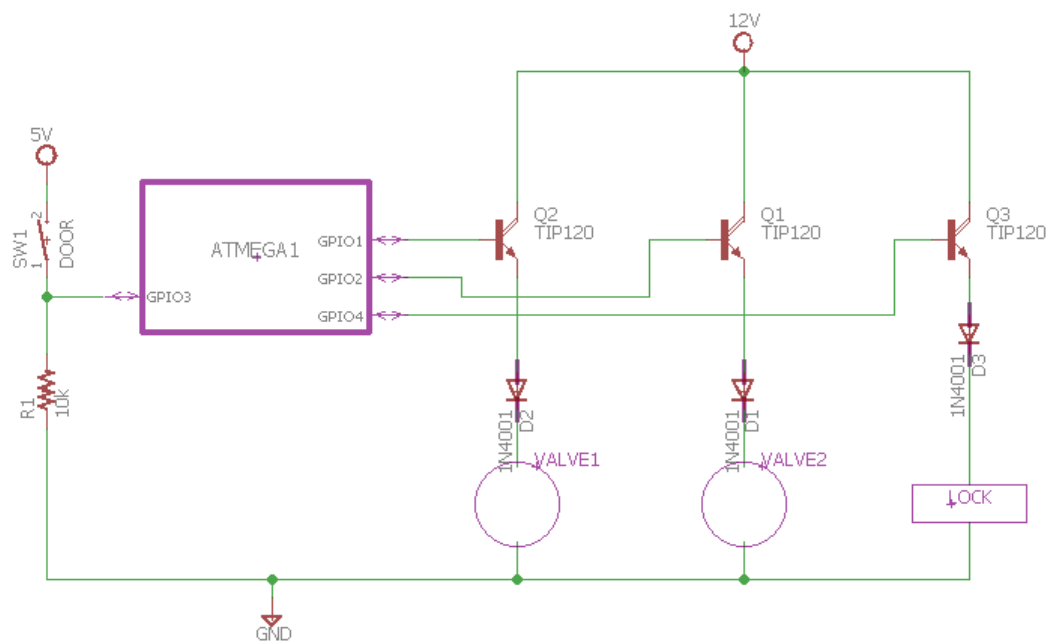 12V
5V
SW1
2
1
DOOR
ATMEGA1
GPIO1
GPIO2
GPIO3
GPIO4
Q2
TIP120
Q1
TIP120
Q3
TIP120
R1
10k
1N4001
D2
1N4001
D1
1N4001
D3
VALVE1
VALVE2
LOCK
GND